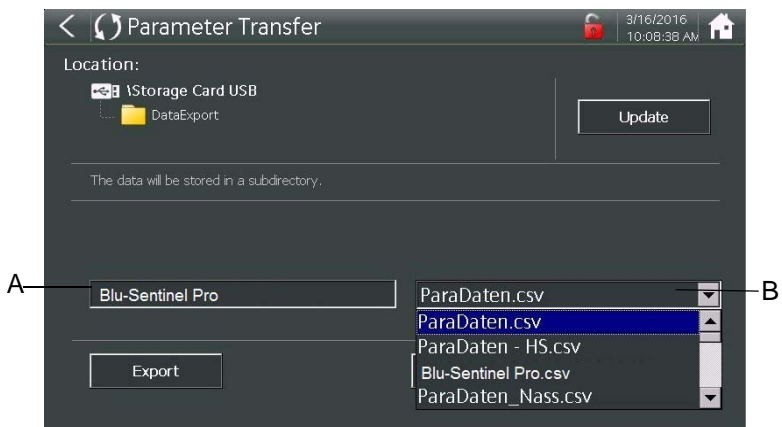 Parameter Transfer
3/16/2016
10:08:38 AM
Location:
\Storage Card USB
DataExport
Update
The data will be stored in a subdirectory.
A
Blu-Sentinel Pro
ParaDaten.csv
B
ParaDaten.csv
ParaDaten - HS.csv
Export
Blu-Sentinel Pro.csv
ParaDaten_Nass.csv